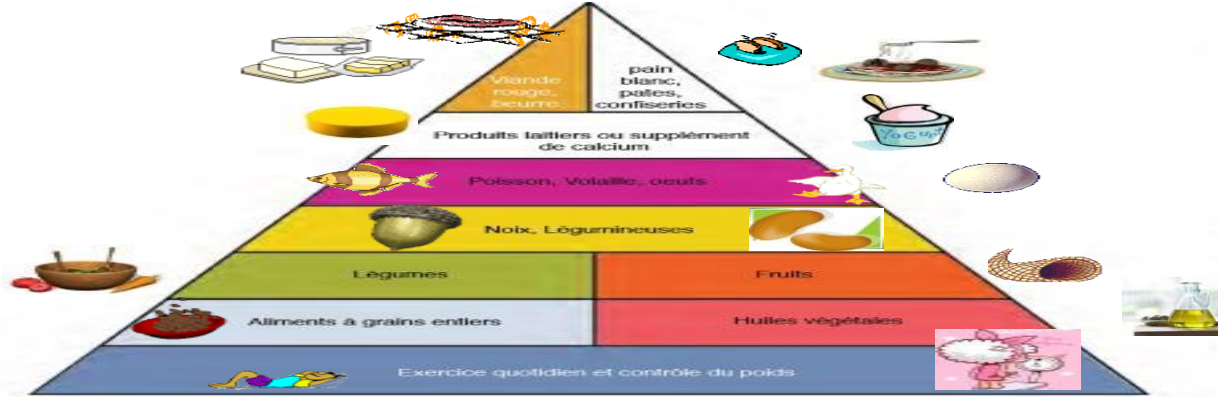 Viande
rouge,
beurre
pain
blanc,
pates,
confiseries
Produits laitiers ou supplément
de calcium
YoGurt
Poisson, Volaille, oeufs
Noix, Légumineuses
Légumes
Fruits
Aliments à grains entiers
Huiles végétales
Exercice quotidien et contrôle du poids